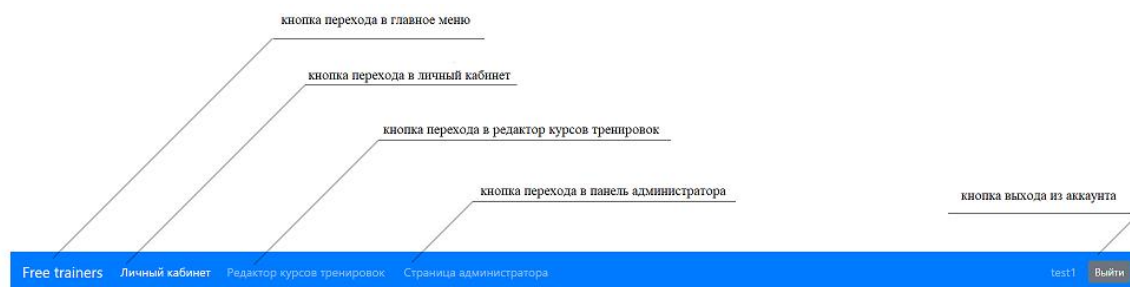 кнопка перехода в главное меню
кнопка перехода в личный кабинет
кнопка перехода в редактор курсов тренировок
кнопка перехода в панель администратора
кнопка выхода из аккаунта
Free trainers Личный кабинет Редактор курсов тренировок Страница администратора test1 Выйти